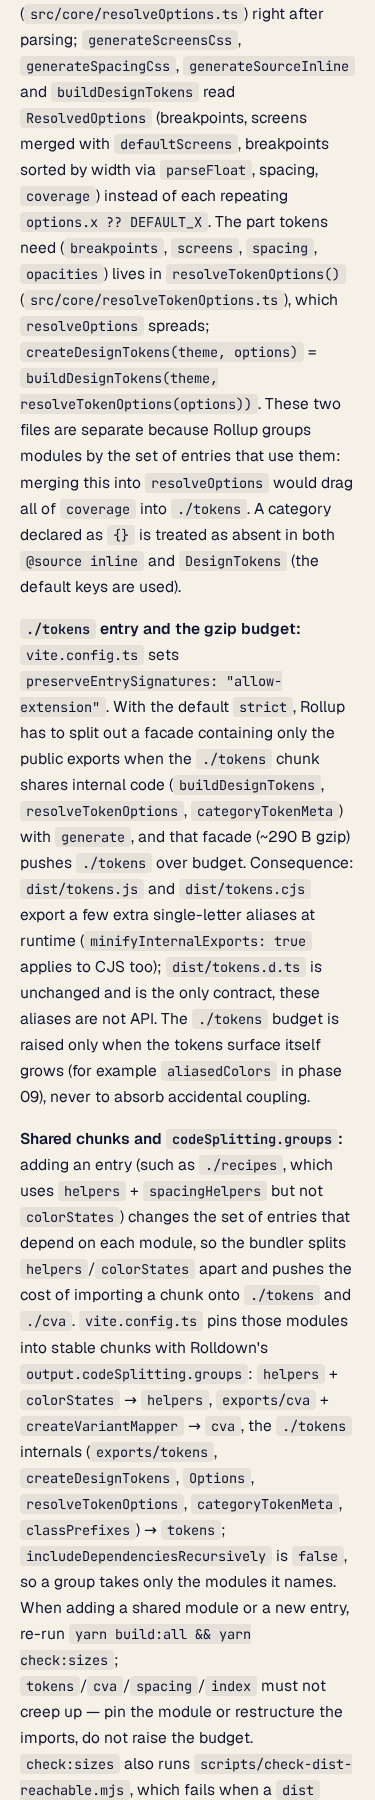 (src/core/resolveOptions.ts) right after
parsing; generateScreensCss,
generateSpacingCss, generateSourceInline
and buildDesignTokens read
ResolvedOptions (breakpoints, screens
merged with defaultScreens, breakpoints
sorted by width via parseFloat, spacing,
coverage) instead of each repeating
options.x ?? DEFAULT_X. The part tokens
need (breakpoints, screens, spacing,
opacities) lives in resolveTokenOptions()
(src/core/resolveTokenOptions.ts), which
resolveOptions spreads;
createDesignTokens(theme, options) =
buildDesignTokens(theme,
resolveTokenOptions(options)). These two
files are separate because Rollup groups
modules by the set of entries that use them:
merging this into resolveOptions would drag
all of coverage into ./tokens. A category
declared as {} is treated as absent in both
@source inline and DesignTokens (the
default keys are used).
./tokens entry and the gzip budget:
vite.config.ts sets
preserveEntrySignatures: "allow-
extension". With the default strict, Rollup
has to split out a facade containing only the
public exports when the ./tokens chunk
shares internal code (buildDesignTokens,
resolveTokenOptions, categoryTokenMeta)
with generate, and that facade (~290 B gzip)
pushes ./tokens over budget. Consequence:
dist/tokens.js and dist/tokens.cjs
export a few extra single-letter aliases at
runtime (minifyInternalExports: true
applies to CJS too); dist/tokens.d.ts is
unchanged and is the only contract, these
aliases are not API. The ./tokens budget is
raised only when the tokens surface itself
grows (for example aliasedColors in phase
09), never to absorb accidental coupling.
Shared chunks and codeSplitting.groups:
adding an entry (such as ./recipes, which
uses helpers + spacingHelpers but not
colorStates) changes the set of entries that
depend on each module, so the bundler splits
helpers/colorStates apart and pushes the
cost of importing a chunk onto ./tokens and
./cva. vite.config.ts pins those modules
into stable chunks with Rolldown's
output.codeSplitting.groups: helpers +
colorStates → helpers, exports/cva +
createVariantMapper → cva, the ./tokens
internals (exports/tokens,
createDesignTokens, Options,
resolveTokenOptions, categoryTokenMeta,
classPrefixes) → tokens;
includeDependenciesRecursively is false,
so a group takes only the modules it names.
When adding a shared module or a new entry,
re-run yarn build:all && yarn
check:sizes;
tokens/cva/spacing/index must not
creep up — pin the module or restructure the
imports, do not raise the budget.
check:sizes also runs scripts/check-dist-
reachable.mjs, which fails when a dist